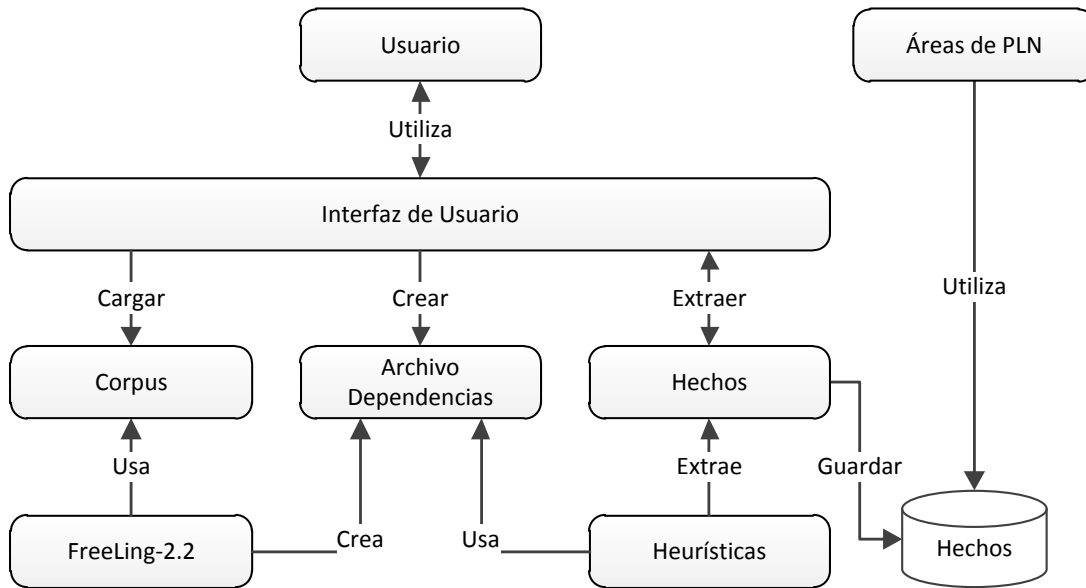 Usuario
Áreas de PLN
Utiliza
Interfaz de Usuario
Cargar
Crear
Extraer
Utiliza
Corpus
Archivo
Dependencias
Hechos
Usa
Extrae
Guardar
FreeLing-2.2
Crea
Usa
Heurísticas
Hechos